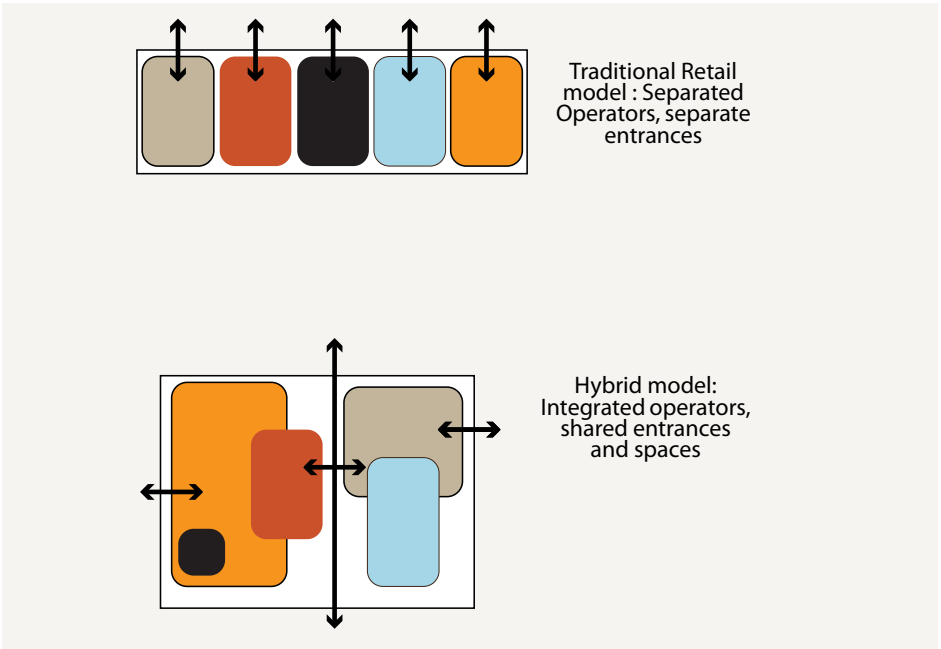 Traditional Retail
model : Separated
Operators, separate
entrances
Hybrid model:
Integrated operators,
shared entrances
and spaces